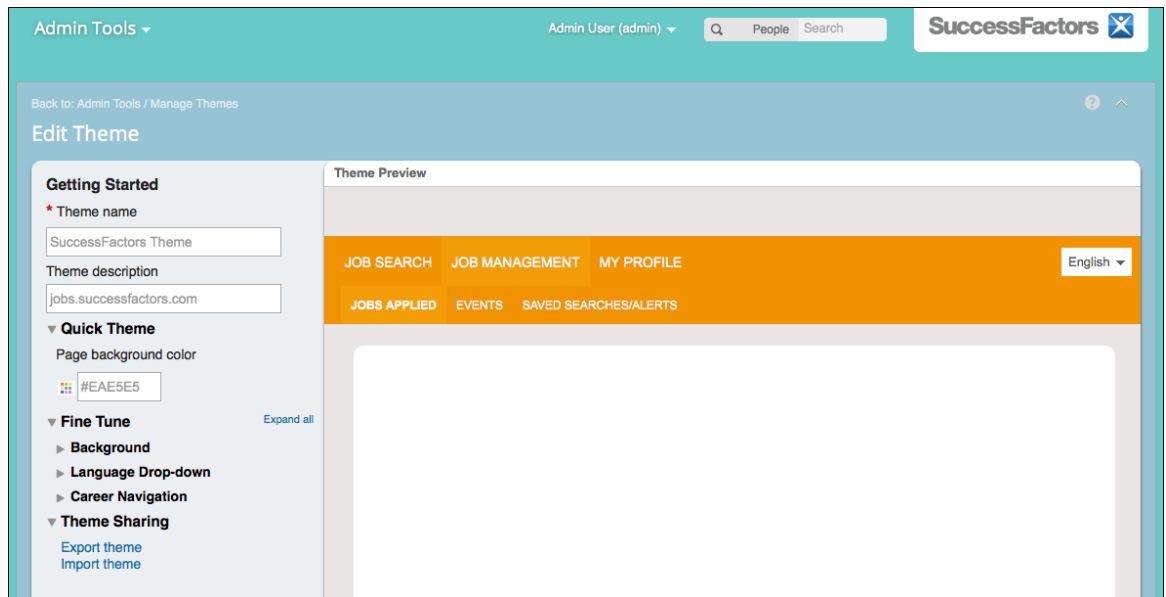 Admin Tools
Admin User (admin)
People Search
SuccessFactors
Back to: Admin Tools / Manage Themes
Edit Theme
Getting Started
* Theme name
SuccessFactors Theme
Theme description
jobs.successfactors.com
Quick Theme
Page background color
#EAE5E5
Fine Tune Expand all
Background
Language Drop-down
Career Navigation
Theme Sharing
Export theme
Import theme
Theme Preview
JOB SEARCH JOB MANAGEMENT MY PROFILE English
JOBS APPLIED EVENTS SAVED SEARCHES/ALERTS